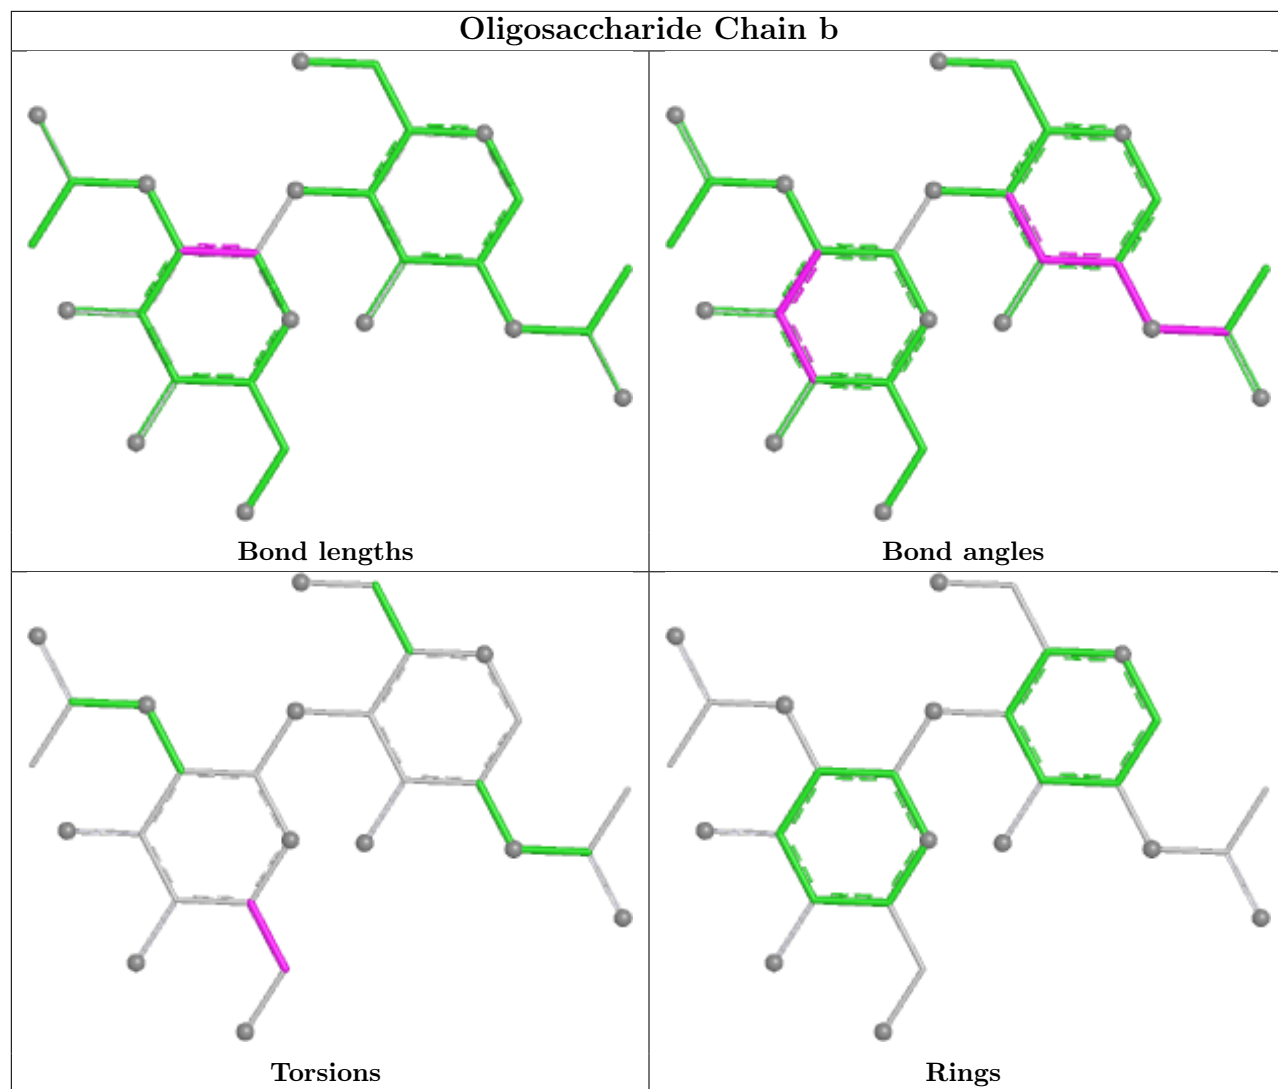 Oligosaccharide Chain b
Bond lengths
Bond angles
Torsions
Rings